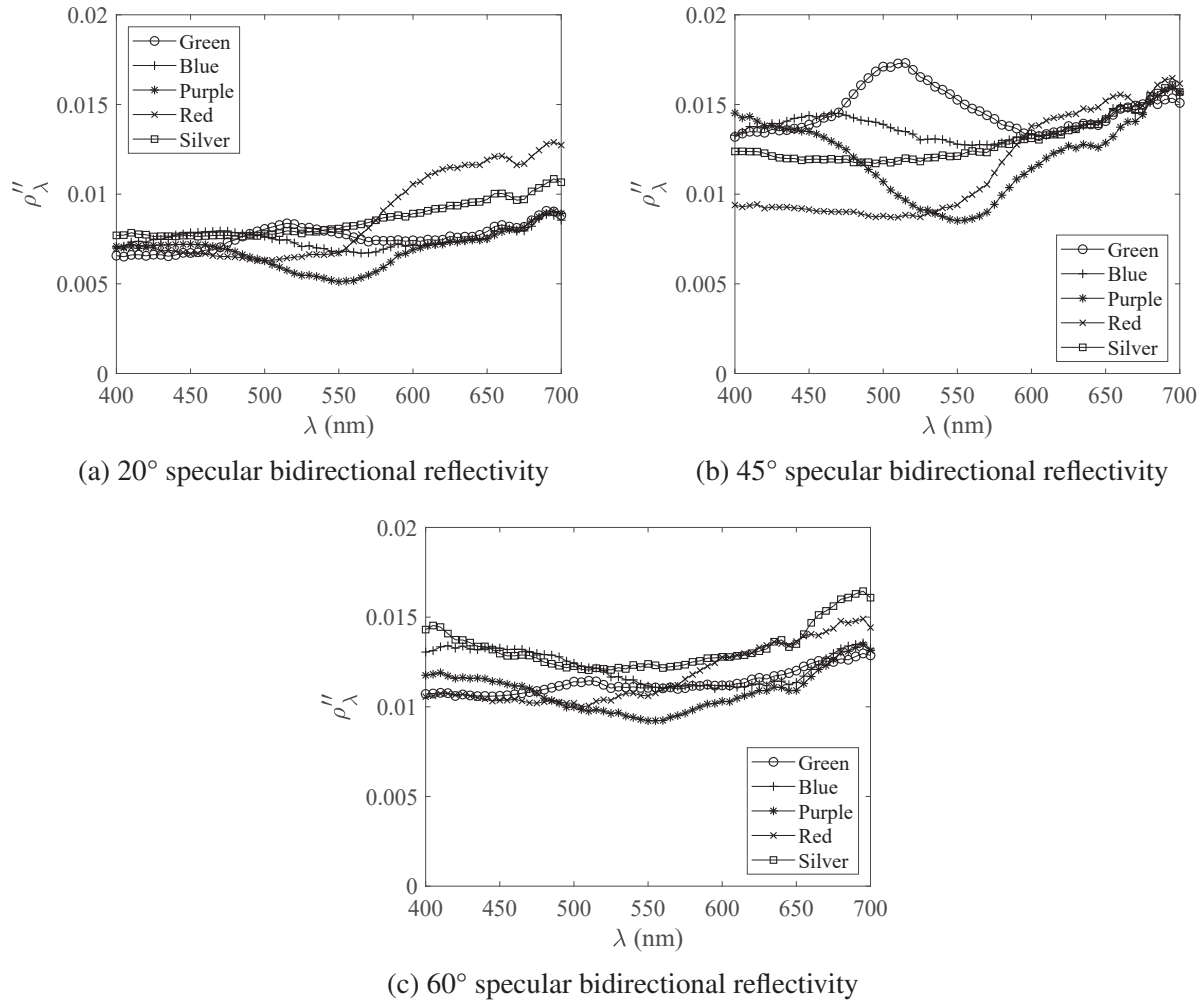 0.02
0.015
0.01
0.005
0
ρ″λ
Green
Blue
Purple
Red
Silver
400 450 500 550 600 650 700
λ (nm)
(a) 20° specular bidirectional reflectivity
0.02
0.015
0.01
0.005
0
ρ″λ
Green
Blue
Purple
Red
Silver
400 450 500 550 600 650 700
λ (nm)
(b) 45° specular bidirectional reflectivity
0.02
0.015
0.01
0.005
0
ρ″λ
Green
Blue
Purple
Red
Silver
400 450 500 550 600 650 700
λ (nm)
(c) 60° specular bidirectional reflectivity